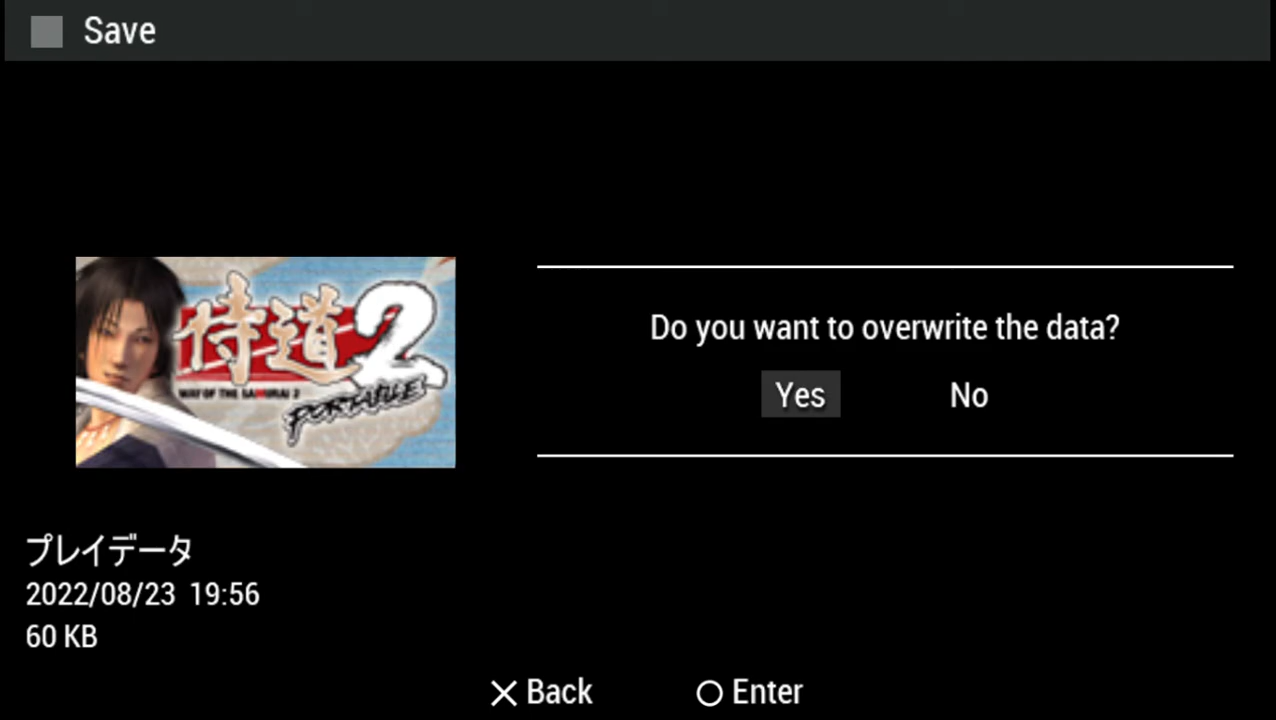 Save
侍道2
WAY OF THE SAMURAI 2
PORTABLE
Do you want to overwrite the data?
Yes No
プレイデータ
2022/08/23 19:56
60 KB
Back Enter